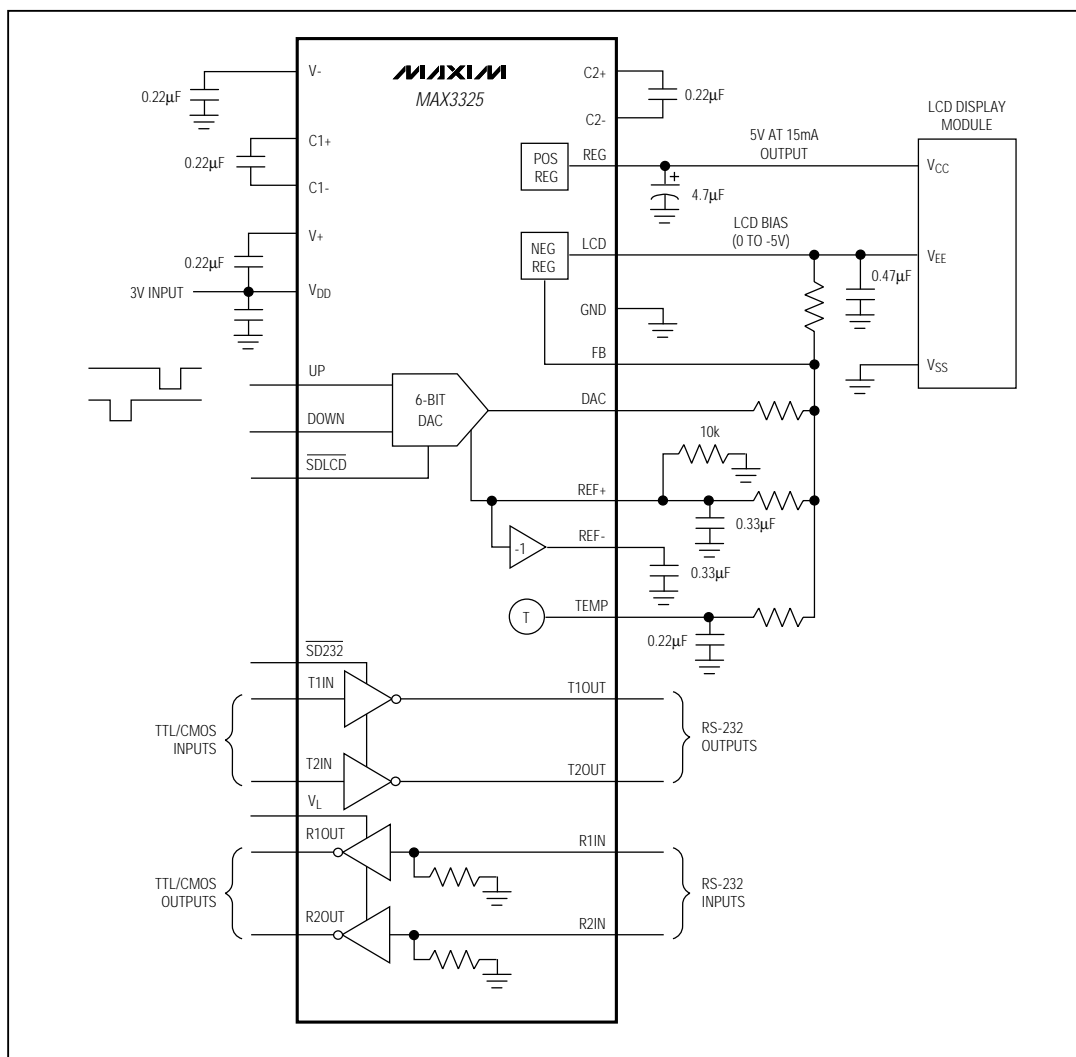 MAXIM
MAX3325
V-
0.22µF
C1+
0.22µF
C1-
V+
0.22µF
3V INPUT
VDD
UP
DOWN
SDLCD
6-BIT
DAC
C2+
0.22µF
C2-
POS
REG
REG
4.7µF
5V AT 15mA
OUTPUT
LCD DISPLAY
MODULE
VCC
NEG
REG
LCD
LCD BIAS
(0 TO -5V)
VEE
0.47µF
GND
FB
VSS
DAC
10k
REF+
0.33µF
-1
REF-
0.33µF
T
TEMP
0.22µF
SD232
T1IN
T1OUT
TTL/CMOS
INPUTS
RS-232
OUTPUTS
T2IN
T2OUT
VL
R1OUT
R1IN
TTL/CMOS
OUTPUTS
RS-232
INPUTS
R2OUT
R2IN